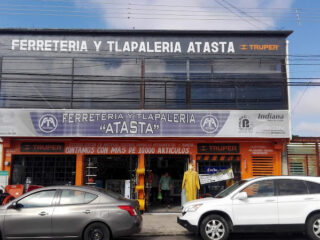 FERRETERIA Y TLAPALERIA ATASTA TRUPER
FERRETERIA Y TLAPALERIA
"ATASTA"
Indiana
TRUPER
CONTAMOS CON MAS DE 30000 ARTICULOS
TRUPER